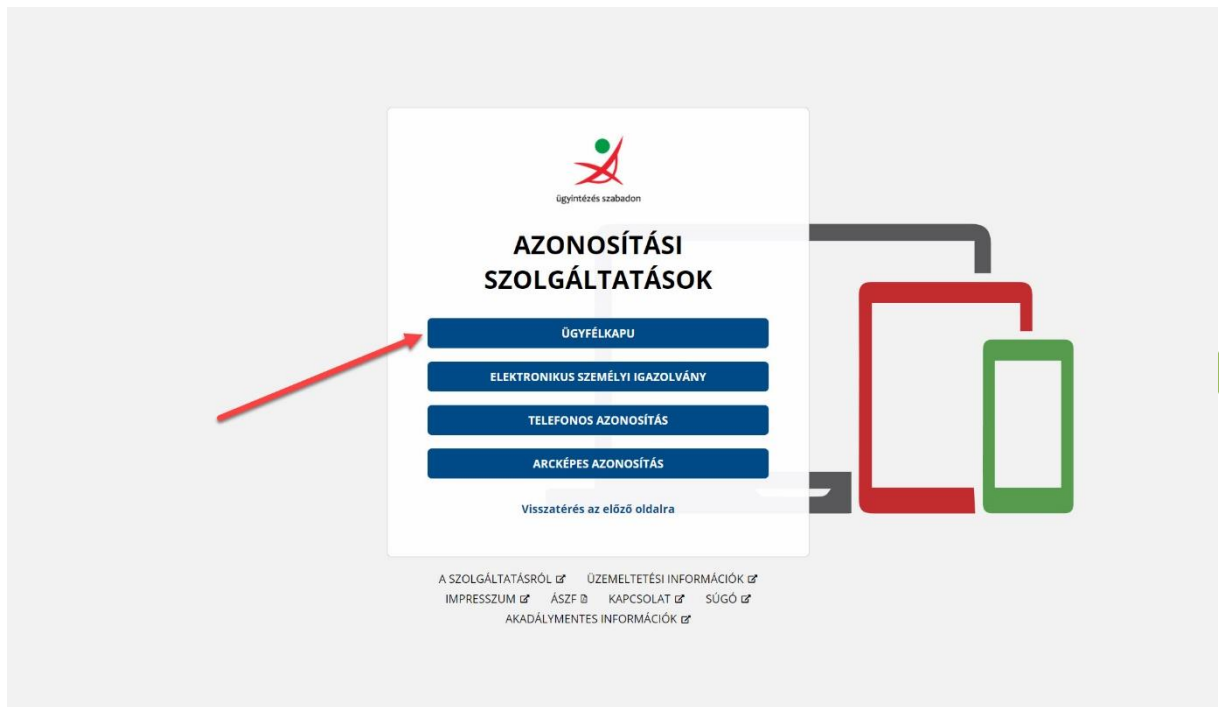 ügyintézés szabadon
AZONOSÍTÁSI
SZOLGÁLTATÁSOK
ÜGYFÉLKAPU
ELEKTRONIKUS SZEMÉLYI IGAZOLVÁNY
TELEFONOS AZONOSÍTÁS
ARCKÉPES AZONOSÍTÁS
Visszatérés az előző oldalra
A SZOLGÁLTATÁSRÓL ÜZEMELTETÉSI INFORMÁCIÓK
IMPRESSZUM ÁSZF KAPCSOLAT SÚGÓ
AKADÁLYMENTES INFORMÁCIÓK